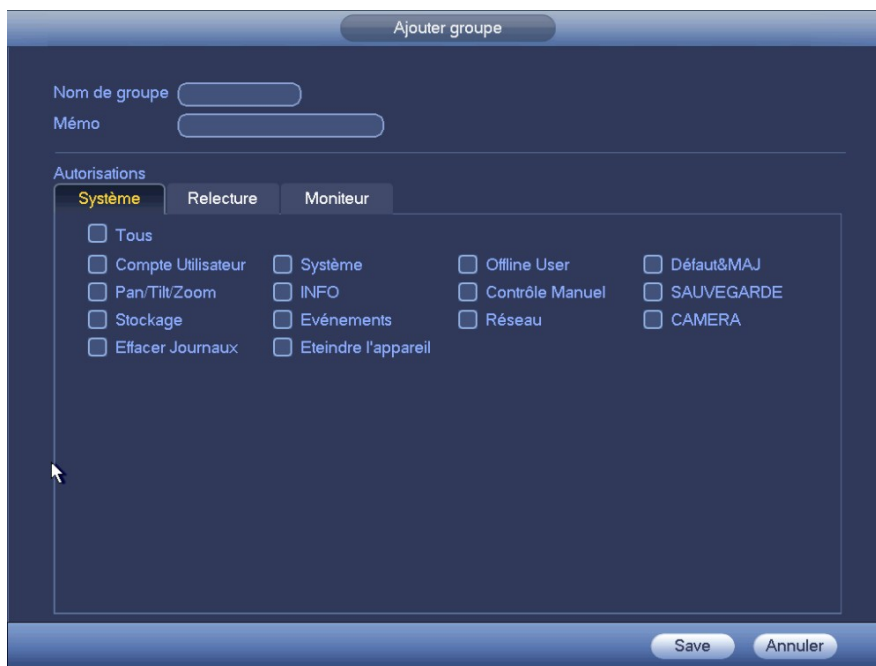 Ajouter groupe
Nom de groupe
Mémo
Autorisations
Système Relecture Moniteur
Tous
Compte Utilisateur Système Offline User Défaut&MAJ
Pan/Tilt/Zoom INFO Contrôle Manuel SAUVEGARDE
Stockage Evénements Réseau CAMERA
Effacer Journaux Eteindre l'appareil
Save Annuler